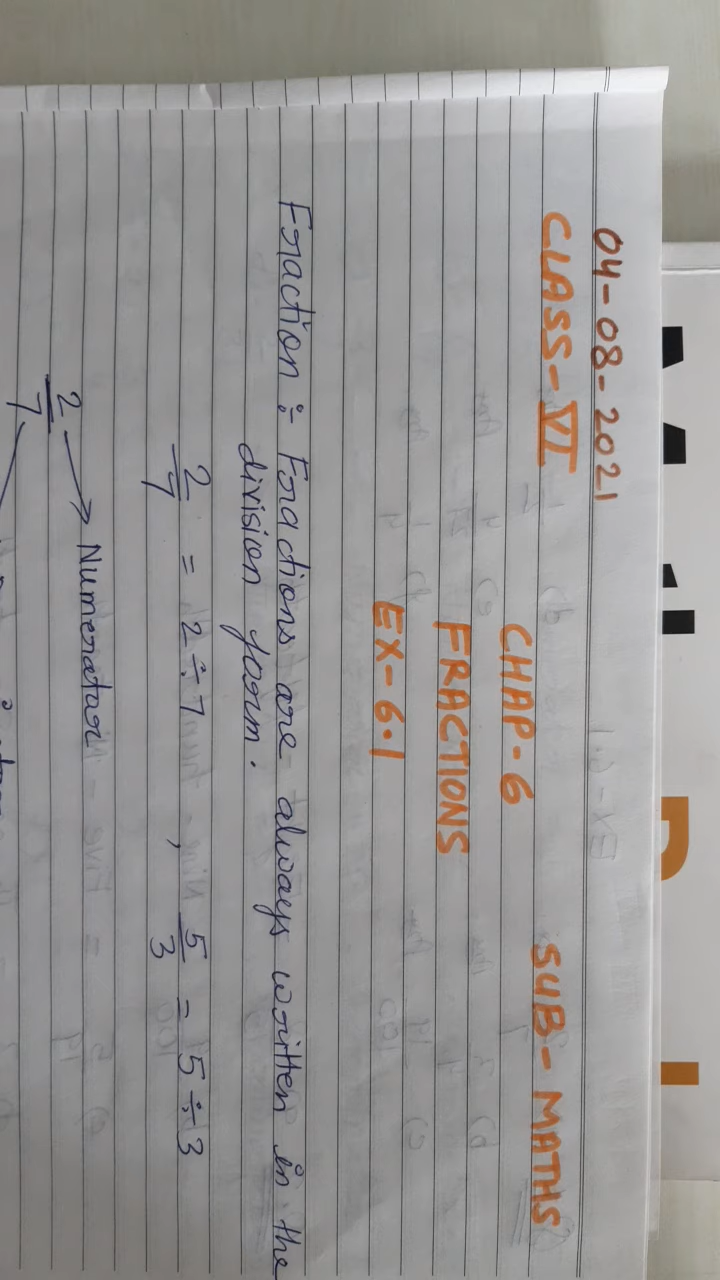 04-08-2021
CLASS-VI SUB-MATHS
CHAP-6
FRACTIONS
EX-6.1
Fraction :- Fractions are always written in the
division form.
2/7 = 2÷7 , 5/3 = 5÷3
2/7 → Numerator